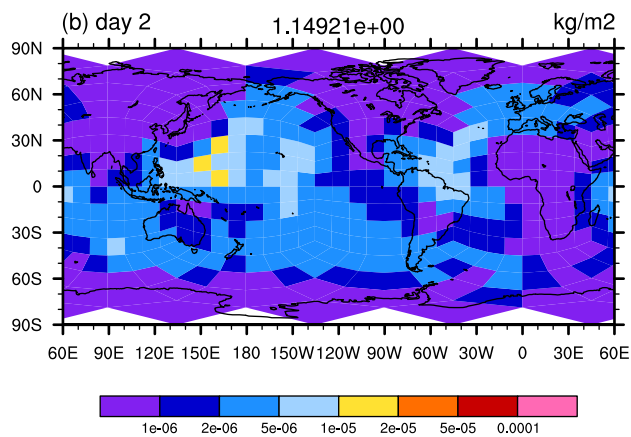 (b) day 2 1.14921e+00 kg/m2
90N
60N
30N
0
30S
60S
90S
60E 90E 120E 150E 180 150W 120W 90W 60W 30W 0 30E 60E
1e-06 2e-06 5e-06 1e-05 2e-05 5e-05 0.0001